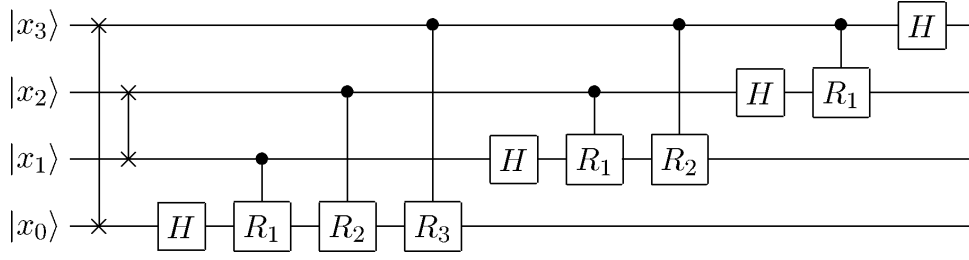 |x₃⟩ H
|x₂⟩ H R₁
|x₁⟩ H R₁ R₂
|x₀⟩ H R₁ R₂ R₃